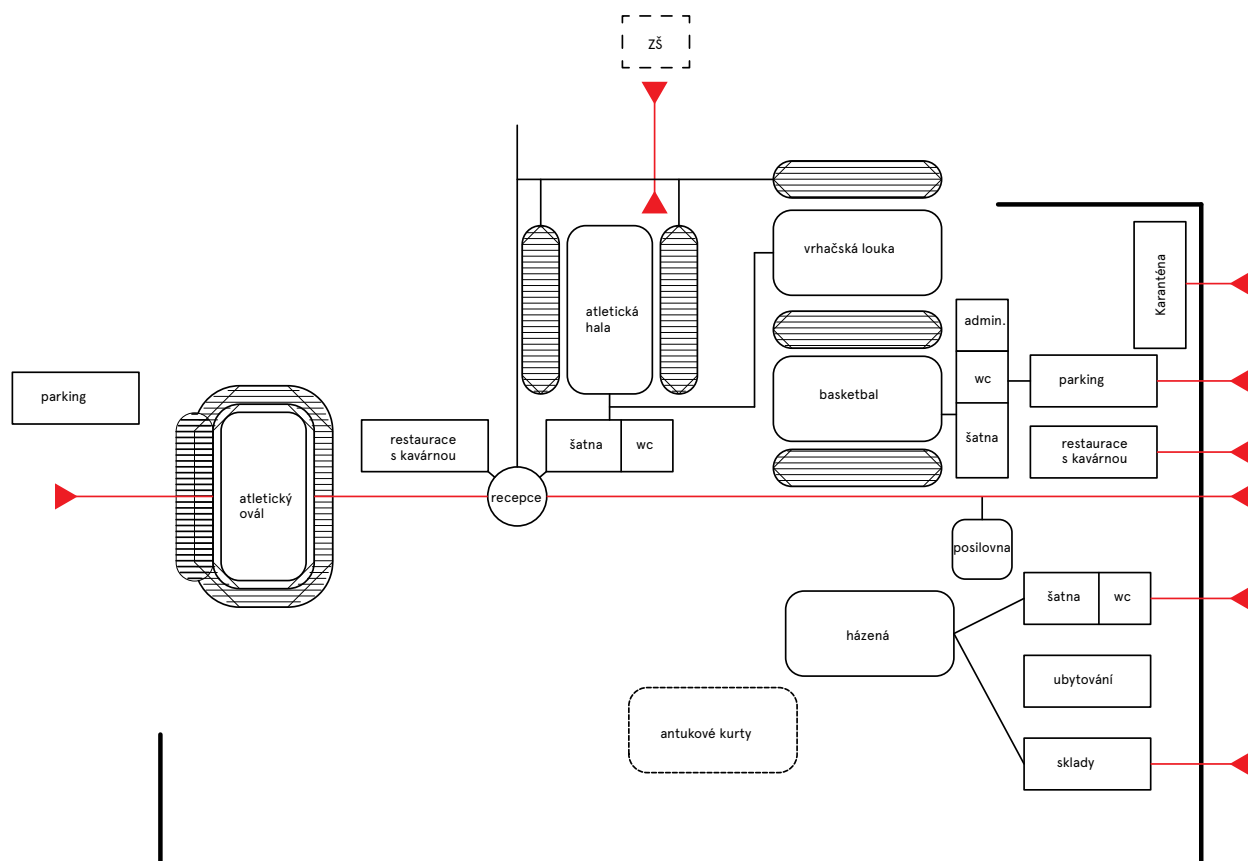 ZŠ
vrhačská louka
Karanténa
atletická
hala
admin.
wc
parking
basketbal
parking
restaurace
s kavárnou
šatna
wc
šatna
restaurace
s kavárnou
atletický
ovál
recepce
posilovna
šatna
wc
házená
ubytování
antukové kurty
sklady